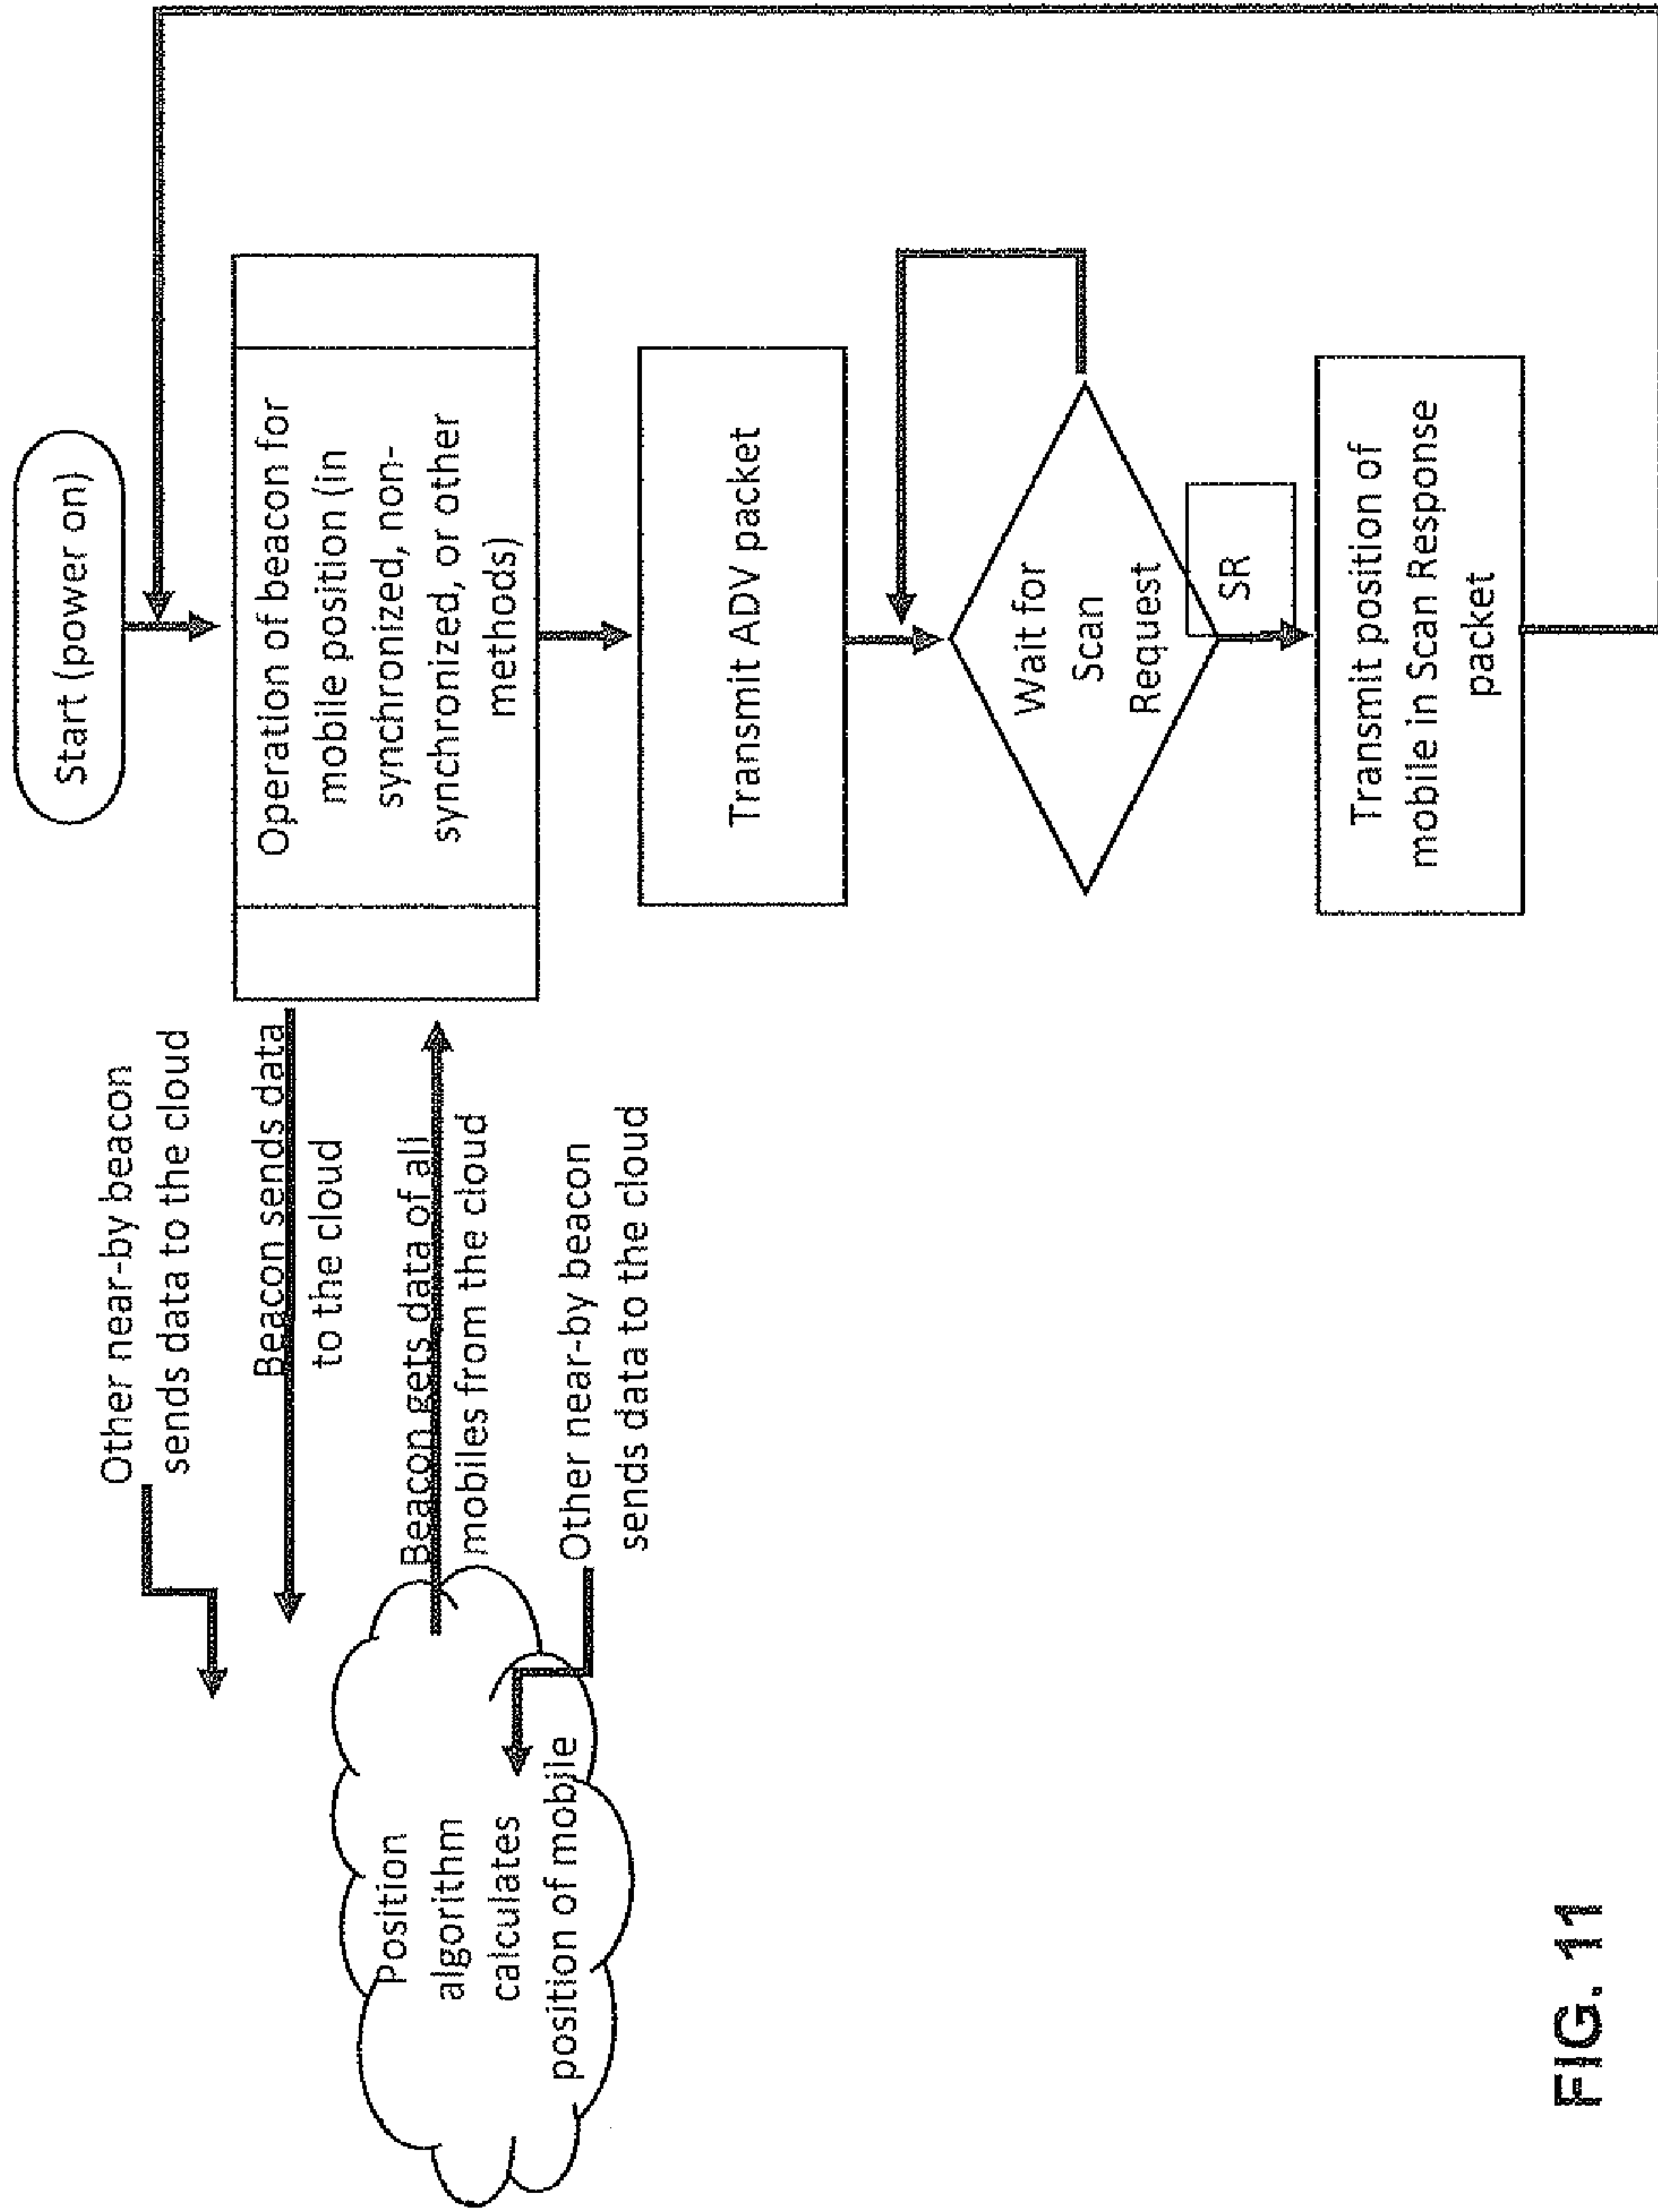 Start (power on)
Operation of beacon for
mobile position (in
synchronized, non-
synchronized, or other
methods)
Transmit ADV packet
Wait for
Scan
Request
SR
Transmit position of
mobile in Scan Response
packet
Other near-by beacon
sends data to the cloud
Beacon sends data
to the cloud
Beacon gets data of all
mobiles from the cloud
Other near-by beacon
sends data to the cloud
Position
algorithm
calculates
position of mobile
FIG. 11